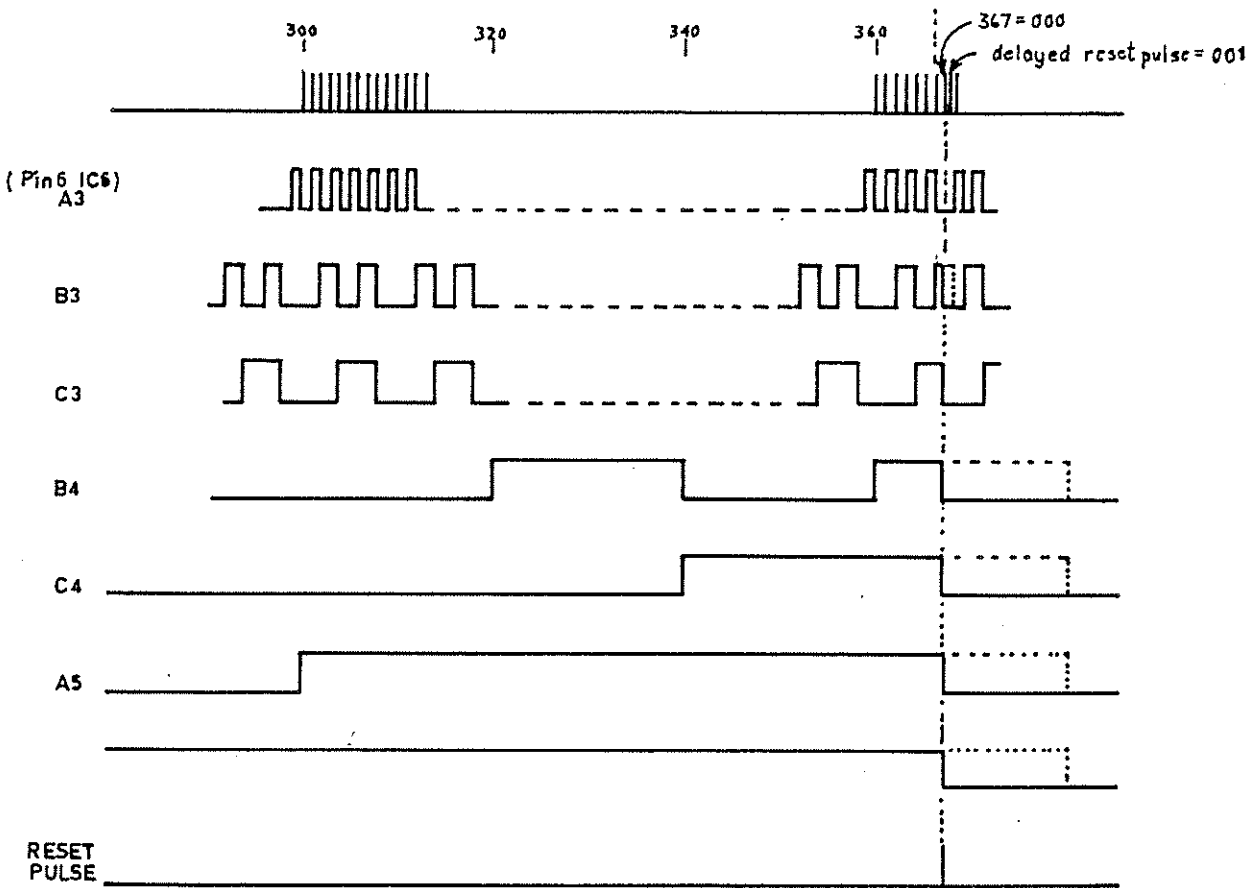 300
320
340
360
367=000
delayed reset pulse=001
(Pin6 IC6)
A3
B3
C3
B4
C4
A5
RESET
PULSE